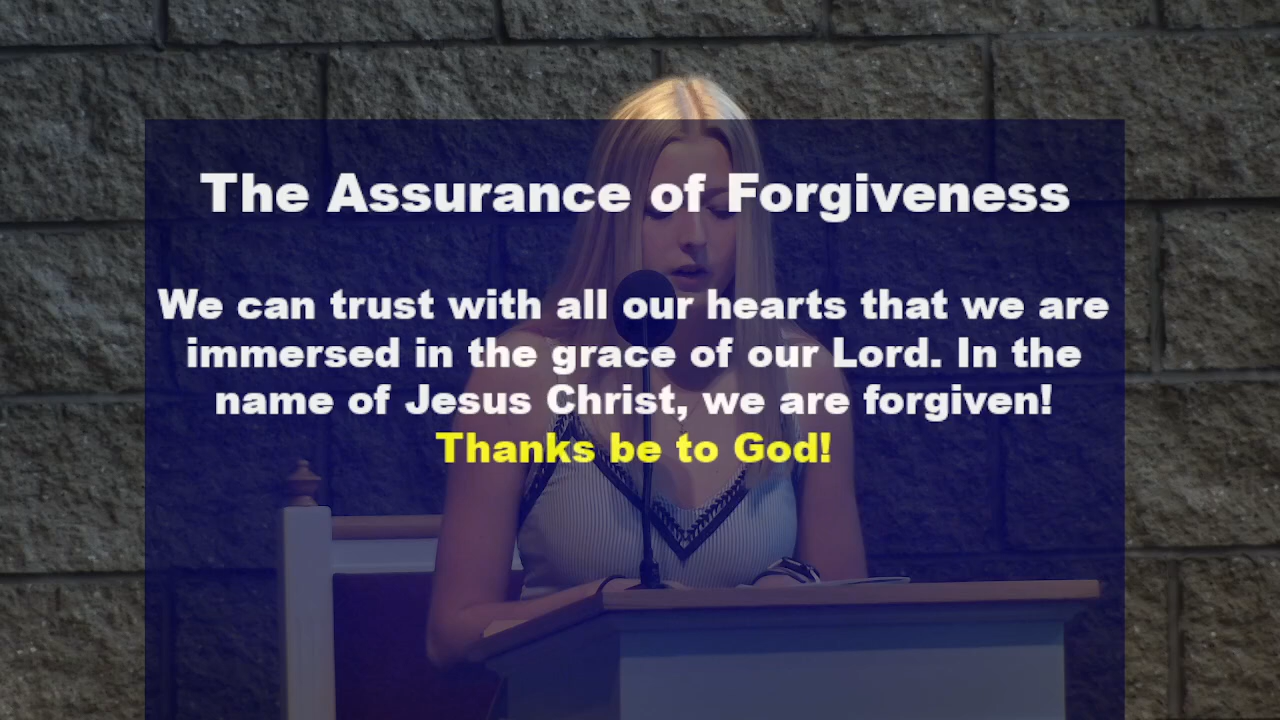 The Assurance of Forgiveness
We can trust with all our hearts that we are
immersed in the grace of our Lord. In the
name of Jesus Christ, we are forgiven!
Thanks be to God!